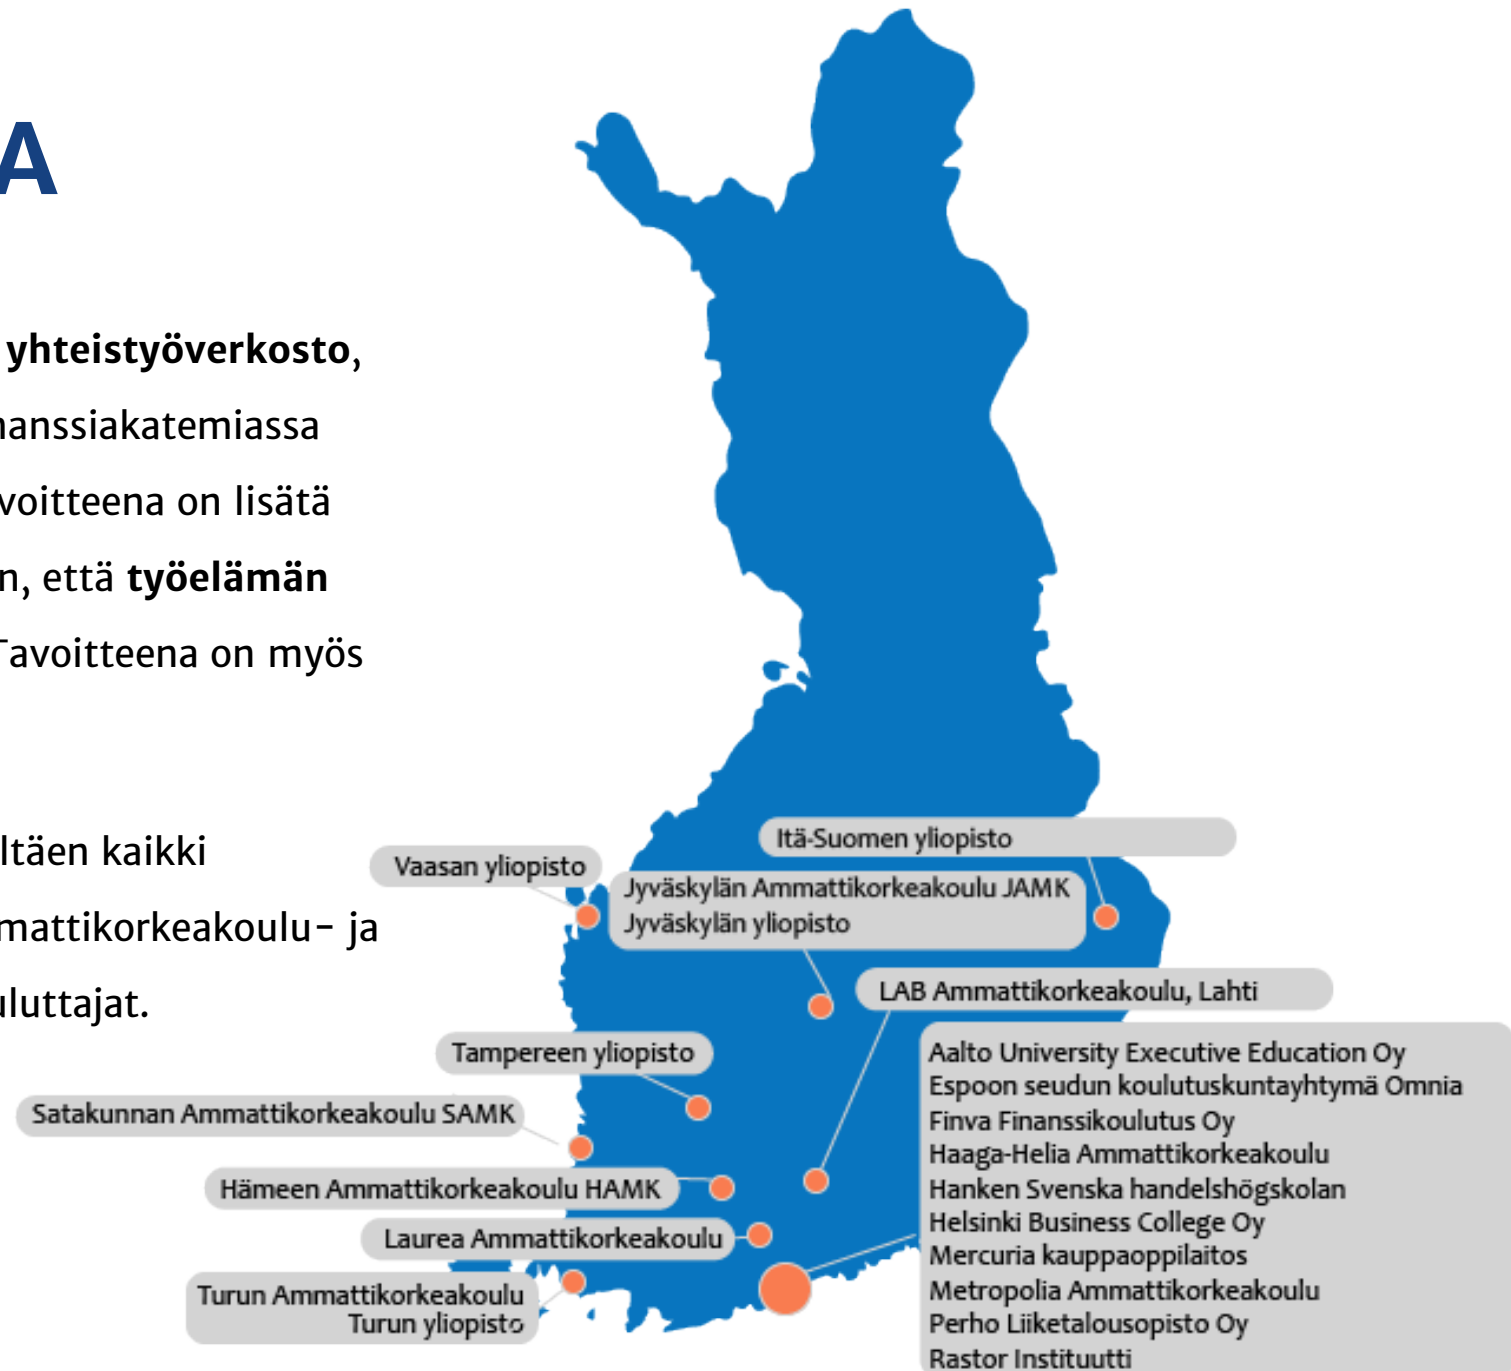 A
yhteistyöverkosto,
nanssiakatemiassa
voitteena on lisätä
n, että työelämän
Tavoitteena on myös
ltäen kaikki
mattikorkeakoulu- ja
uluttajat.
Itä-Suomen yliopisto
Vaasan yliopisto
Jyväskylän Ammattikorkeakoulu JAMK
Jyväskylän yliopisto
LAB Ammattikorkeakoulu, Lahti
Tampereen yliopisto
Satakunnan Ammattikorkeakoulu SAMK
Hämeen Ammattikorkeakoulu HAMK
Laurea Ammattikorkeakoulu
Turun Ammattikorkeakoulu
Turun yliopisto
Aalto University Executive Education Oy
Espoon seudun koulutuskuntayhtymä Omnia
Finva Finanssikoulutus Oy
Haaga-Helia Ammattikorkeakoulu
Hanken Svenska handelshögskolan
Helsinki Business College Oy
Mercuria kauppaoppilaitos
Metropolia Ammattikorkeakoulu
Perho Liiketalousopisto Oy
Rastor Instituutti